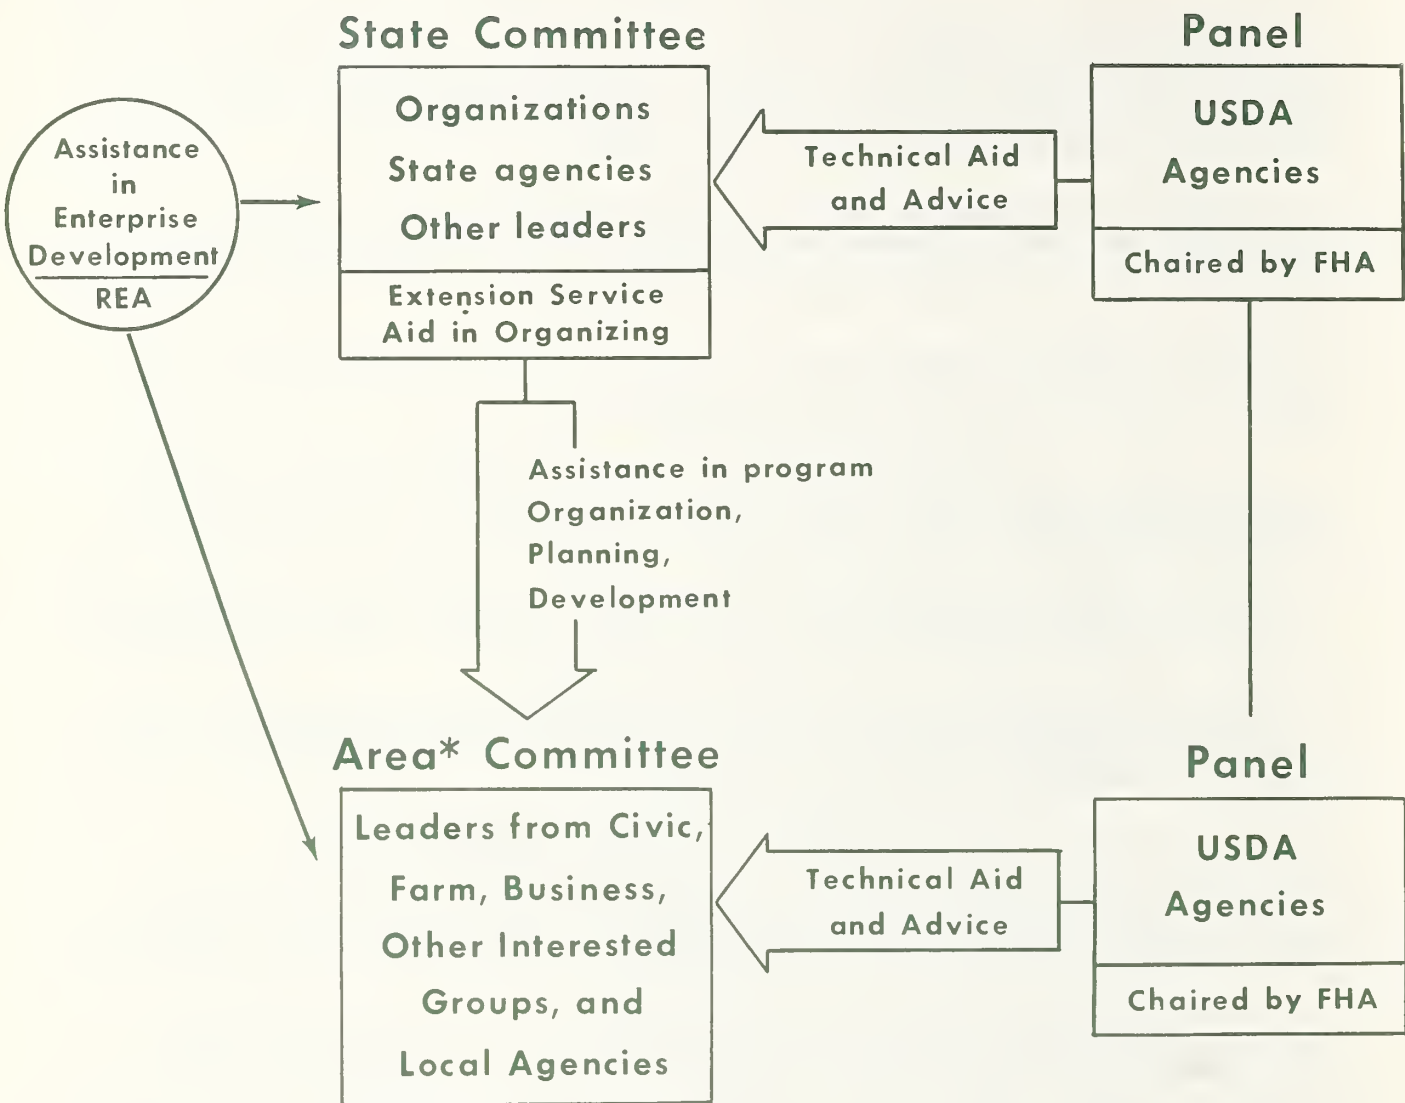 State Committee
Organizations
State agencies
Other leaders
Extension Service
Aid in Organizing
Panel
USDA
Agencies
Chaired by FHA
Technical Aid
and Advice
Assistance
in
Enterprise
Development
REA
Assistance in program
Organization,
Planning,
Development
Area* Committee
Leaders from Civic,
Farm, Business,
Other Interested
Groups, and
Local Agencies
Technical Aid
and Advice
Panel
USDA
Agencies
Chaired by FHA